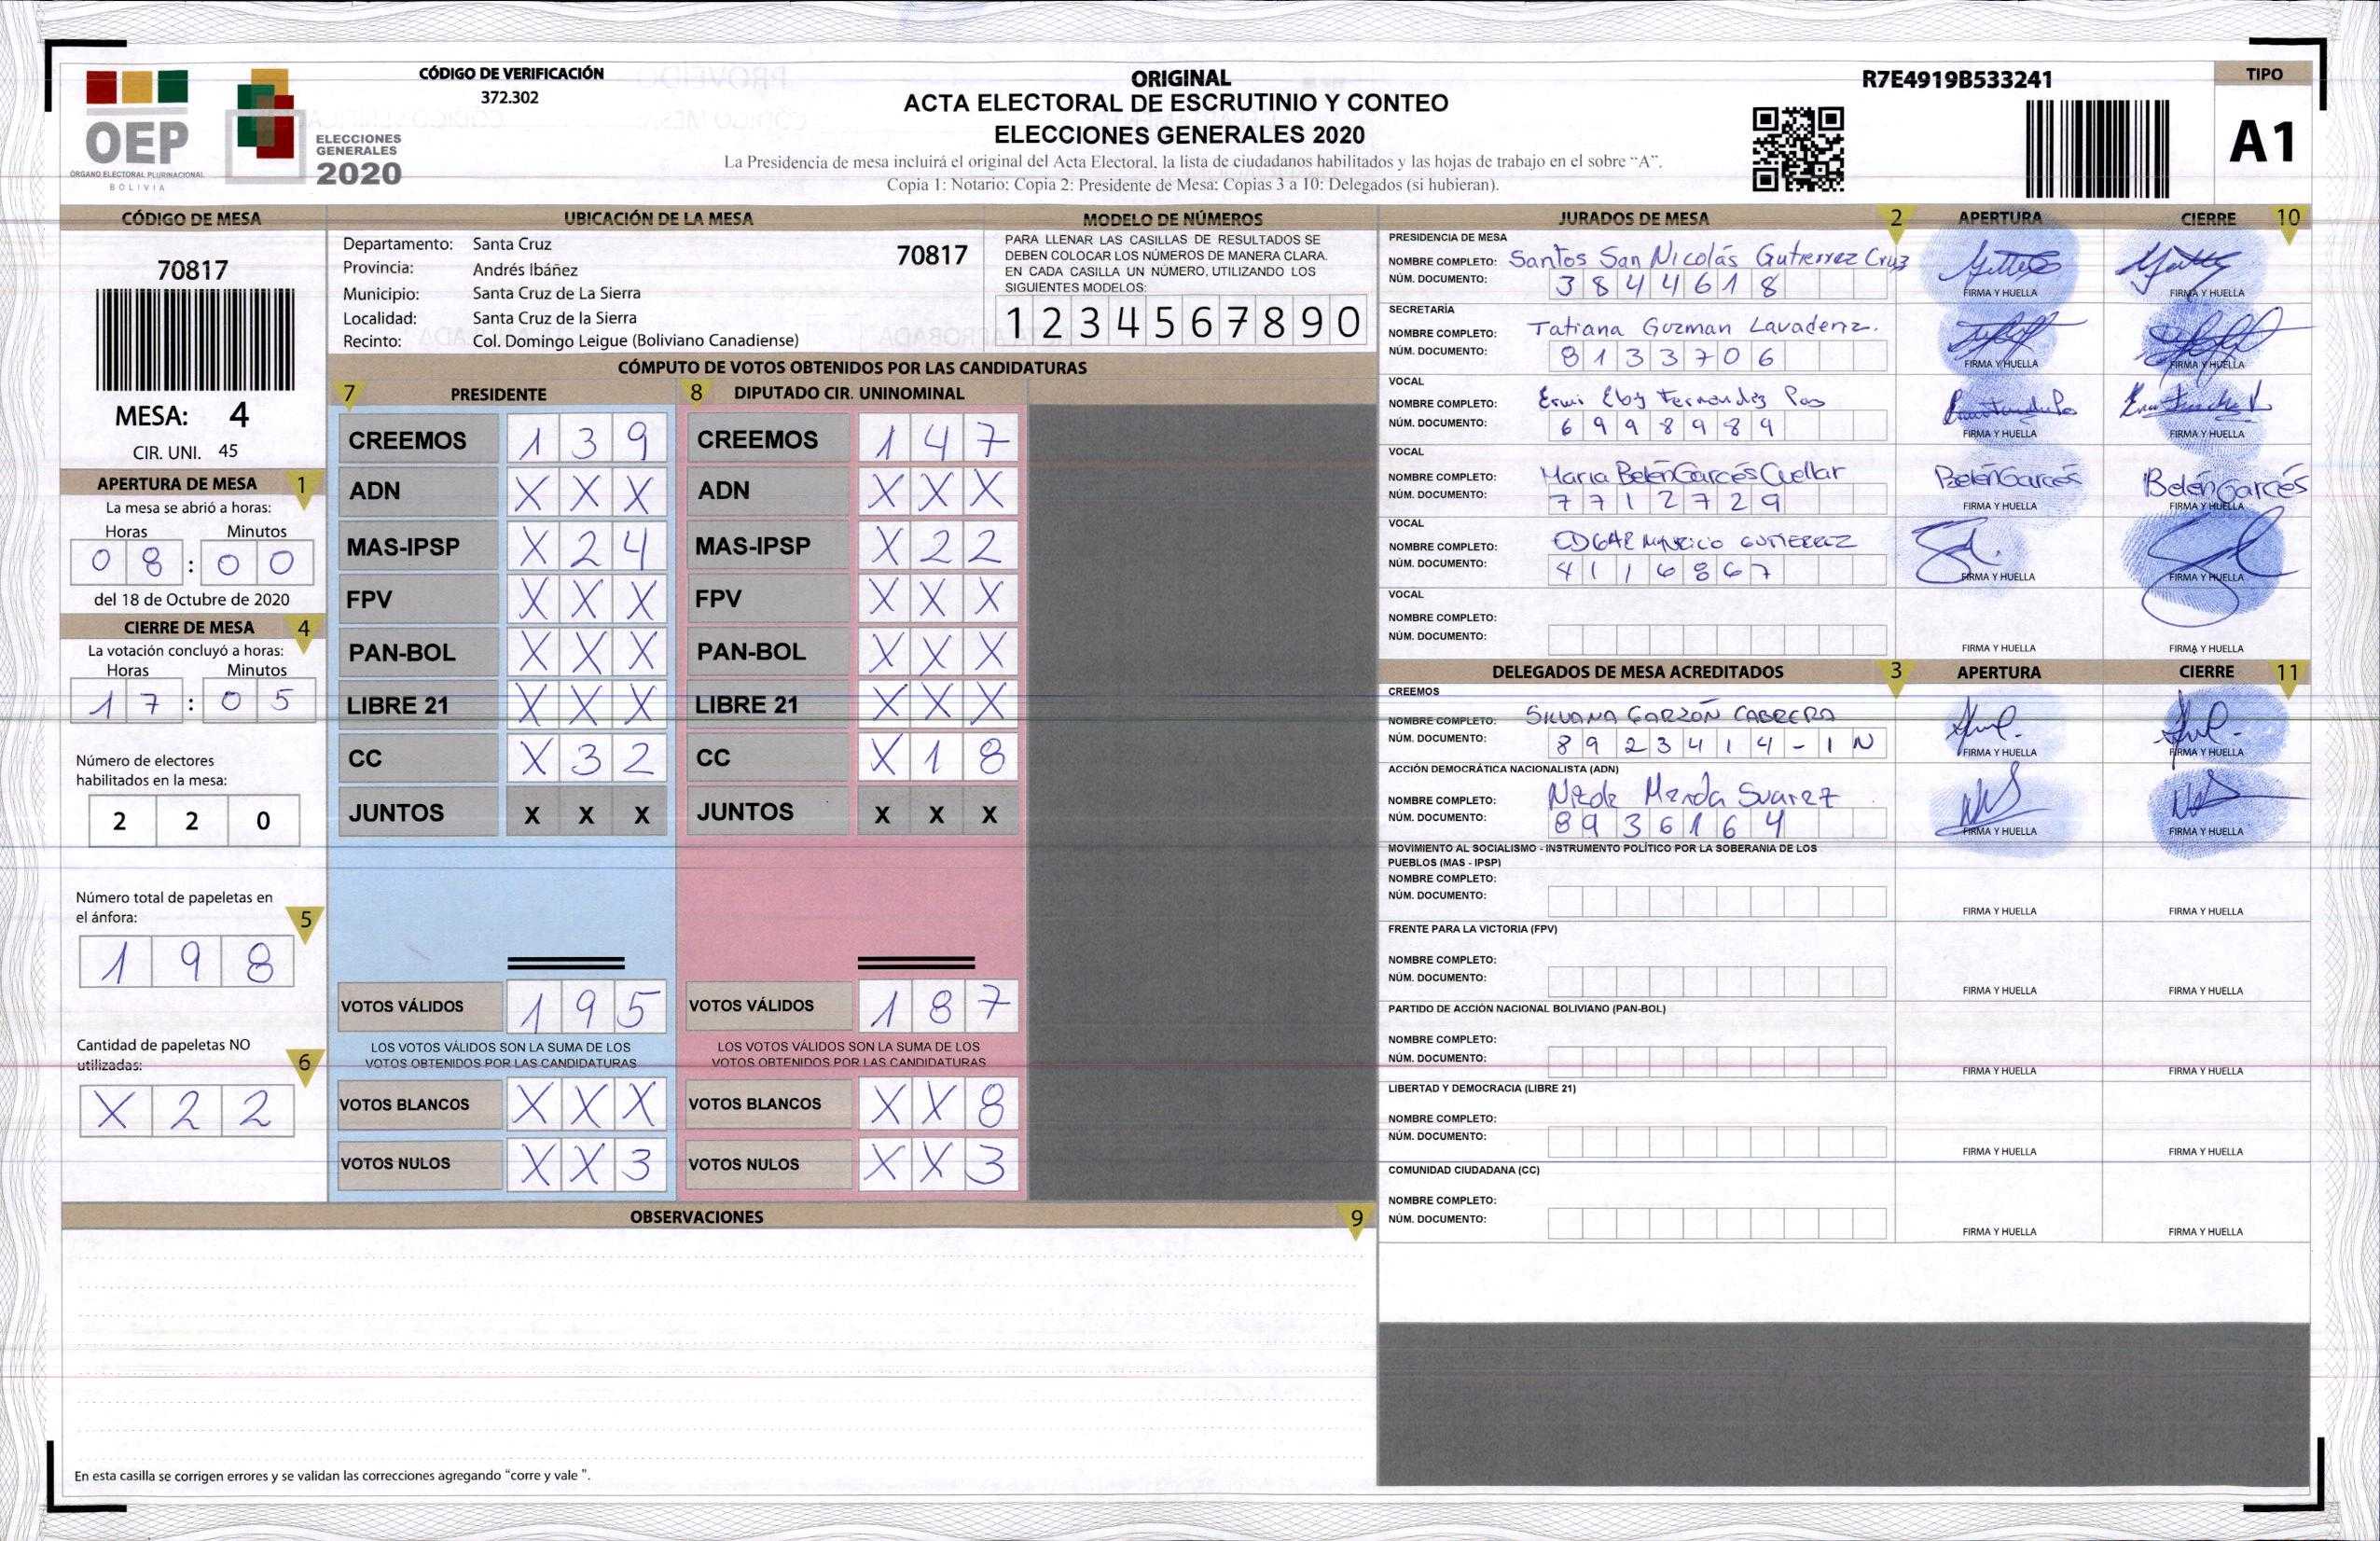 CÓDIGO DE VERIFICACIÓN
372.302
OEP
ÓRGANO ELECTORAL PLURINACIONAL
BOLIVIA
ELECCIONES
GENERALES
2020
ORIGINAL
ACTA ELECTORAL DE ESCRUTINIO Y CONTEO
ELECCIONES GENERALES 2020
La Presidencia de mesa incluirá el original del Acta Electoral, la lista de ciudadanos habilitados y las hojas de trabajo en el sobre “A”.
Copia 1: Notario: Copia 2: Presidente de Mesa: Copias 3 a 10: Delegados (si hubieran).
R7E4919B533241
TIPO
A1
CÓDIGO DE MESA
70817
MESA: 4
CIR. UNI. 45
APERTURA DE MESA 1
La mesa se abrió a horas:
Horas Minutos
08 : 00
del 18 de Octubre de 2020
CIERRE DE MESA 4
La votación concluyó a horas:
Horas Minutos
17 : 05
Número de electores
habilitados en la mesa:
2 2 0
Número total de papeletas en
el ánfora: 5
1 9 8
Cantidad de papeletas NO
utilizadas: 6
X 2 2
UBICACIÓN DE LA MESA
Departamento: Santa Cruz 70817
Provincia: Andrés Ibáñez
Municipio: Santa Cruz de La Sierra
Localidad: Santa Cruz de la Sierra
Recinto: Col. Domingo Leigue (Boliviano Canadiense)
MODELO DE NÚMEROS
PARA LLENAR LAS CASILLAS DE RESULTADOS SE
DEBEN COLOCAR LOS NÚMEROS DE MANERA CLARA.
EN CADA CASILLA UN NÚMERO, UTILIZANDO LOS
SIGUIENTES MODELOS:
1 2 3 4 5 6 7 8 9 0
CÓMPUTO DE VOTOS OBTENIDOS POR LAS CANDIDATURAS
7 PRESIDENTE
CREEMOS 1 3 9
ADN X X X
MAS-IPSP X 2 4
FPV X X X
PAN-BOL X X X
LIBRE 21 X X X
CC X 3 2
JUNTOS X X X
VOTOS VÁLIDOS 1 9 5
LOS VOTOS VÁLIDOS SON LA SUMA DE LOS
VOTOS OBTENIDOS POR LAS CANDIDATURAS
VOTOS BLANCOS X X X
VOTOS NULOS X X 3
8 DIPUTADO CIR. UNINOMINAL
CREEMOS 1 4 7
ADN X X X
MAS-IPSP X 2 2
FPV X X X
PAN-BOL X X X
LIBRE 21 X X X
CC X 1 8
JUNTOS X X X
VOTOS VÁLIDOS 1 8 7
LOS VOTOS VÁLIDOS SON LA SUMA DE LOS
VOTOS OBTENIDOS POR LAS CANDIDATURAS
VOTOS BLANCOS X X 8
VOTOS NULOS X X 3
OBSERVACIONES 9
En esta casilla se corrigen errores y se validan las correcciones agregando “corre y vale ”.
JURADOS DE MESA 2 APERTURA CIERRE 10
PRESIDENCIA DE MESA
NOMBRE COMPLETO: Santos San Nicolás Gutierrez Cruz
NÚM. DOCUMENTO: 3844618
FIRMA Y HUELLA FIRMA Y HUELLA
SECRETARÍA
NOMBRE COMPLETO: Tatiana Guzman Lavadenz.
NÚM. DOCUMENTO: 8133706
FIRMA Y HUELLA FIRMA Y HUELLA
VOCAL
NOMBRE COMPLETO: Fernandez
NÚM. DOCUMENTO: 6998989
FIRMA Y HUELLA FIRMA Y HUELLA
VOCAL
NOMBRE COMPLETO: Maria Belén Garcés Cuellar
NÚM. DOCUMENTO: 7712729
Belén Garcés Belén Garcés
FIRMA Y HUELLA FIRMA Y HUELLA
VOCAL
NOMBRE COMPLETO: EDGAR MAURICIO GUTIERREZ
NÚM. DOCUMENTO: 4116867
FIRMA Y HUELLA FIRMA Y HUELLA
VOCAL
NOMBRE COMPLETO:
NÚM. DOCUMENTO:
FIRMA Y HUELLA FIRMA Y HUELLA
DELEGADOS DE MESA ACREDITADOS 3 APERTURA CIERRE 11
CREEMOS
NOMBRE COMPLETO: SILVANA GARZÓN CABRERA
NÚM. DOCUMENTO: 8923414-1N
FIRMA Y HUELLA FIRMA Y HUELLA
ACCIÓN DEMOCRÁTICA NACIONALISTA (ADN)
NOMBRE COMPLETO: Suarez
NÚM. DOCUMENTO: 8936164
FIRMA Y HUELLA FIRMA Y HUELLA
MOVIMIENTO AL SOCIALISMO - INSTRUMENTO POLÍTICO POR LA SOBERANIA DE LOS
PUEBLOS (MAS - IPSP)
NOMBRE COMPLETO:
NÚM. DOCUMENTO:
FIRMA Y HUELLA FIRMA Y HUELLA
FRENTE PARA LA VICTORIA (FPV)
NOMBRE COMPLETO:
NÚM. DOCUMENTO:
FIRMA Y HUELLA FIRMA Y HUELLA
PARTIDO DE ACCIÓN NACIONAL BOLIVIANO (PAN-BOL)
NOMBRE COMPLETO:
NÚM. DOCUMENTO:
FIRMA Y HUELLA FIRMA Y HUELLA
LIBERTAD Y DEMOCRACIA (LIBRE 21)
NOMBRE COMPLETO:
NÚM. DOCUMENTO:
FIRMA Y HUELLA FIRMA Y HUELLA
COMUNIDAD CIUDADANA (CC)
NOMBRE COMPLETO:
NÚM. DOCUMENTO:
FIRMA Y HUELLA FIRMA Y HUELLA